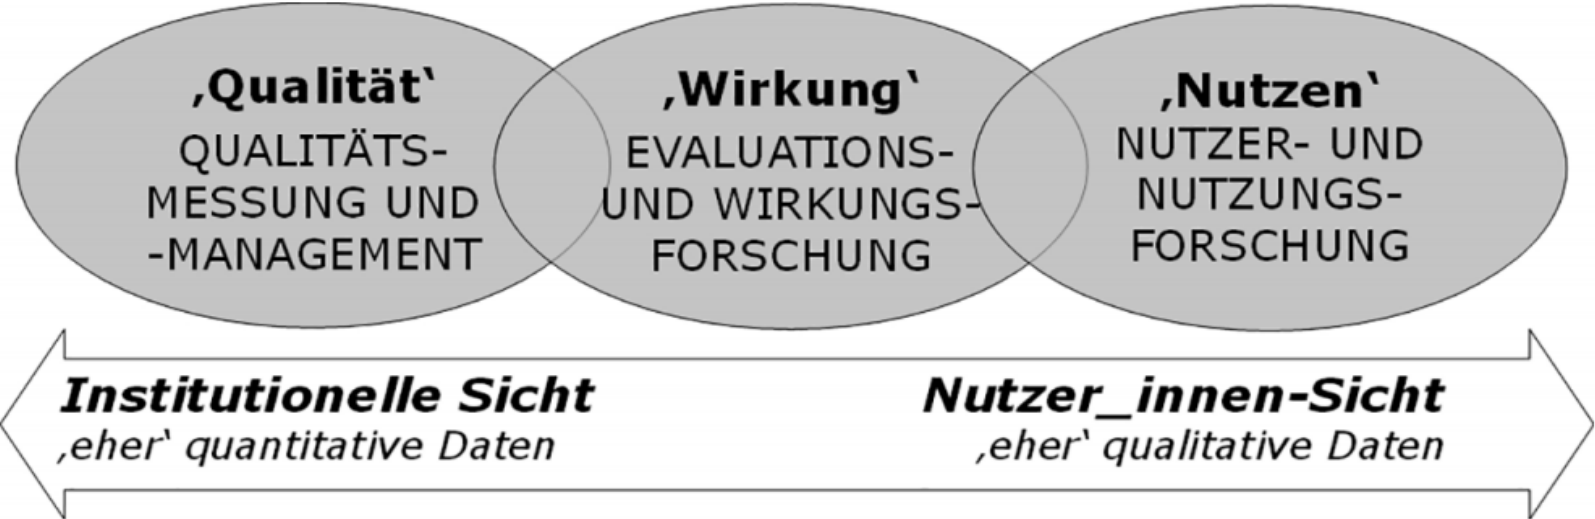 ‚Qualität‘
QUALITÄTS-
MESSUNG UND
-MANAGEMENT
‚Wirkung‘
EVALUATIONS-
UND WIRKUNGS-
FORSCHUNG
‚Nutzen‘
NUTZER- UND
NUTZUNGS-
FORSCHUNG
Institutionelle Sicht
‚eher‘ quantitative Daten
Nutzer_innen-Sicht
‚eher‘ qualitative Daten